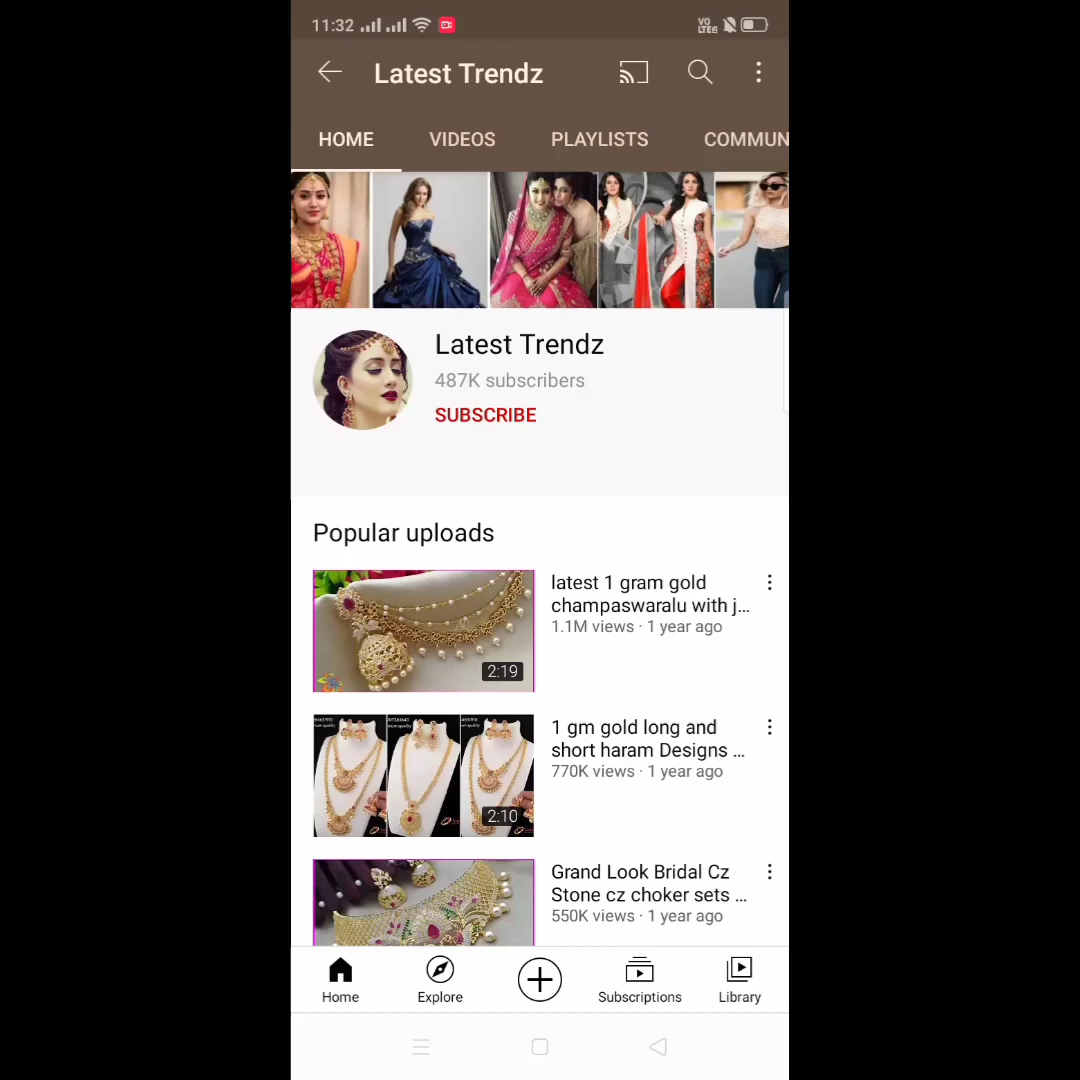 11:32
VO
LTE
Latest Trendz
HOME VIDEOS PLAYLISTS COMMUN
Latest Trendz
487K subscribers
SUBSCRIBE
Popular uploads
latest 1 gram gold
champaswaralu with j...
1.1M views · 1 year ago
2:19
1 gm gold long and
short haram Designs ...
770K views · 1 year ago
2:10
Grand Look Bridal Cz
Stone cz choker sets ...
550K views · 1 year ago
Home Explore Subscriptions Library